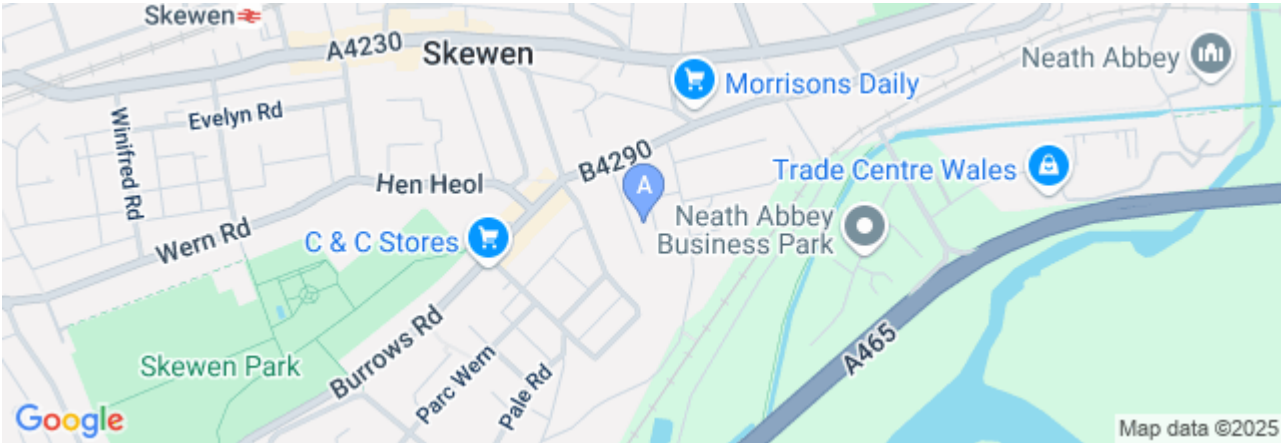 Skewen
A4230
Skewen
Neath Abbey
Morrisons Daily
Evelyn Rd
Winifred Rd
B4290
Hen Heol
A
Trade Centre Wales
Wern Rd
C & C Stores
Neath Abbey
Business Park
Skewen Park
Burrows Rd
Parc Wern
Pale Rd
A465
Google
Map data ©2025